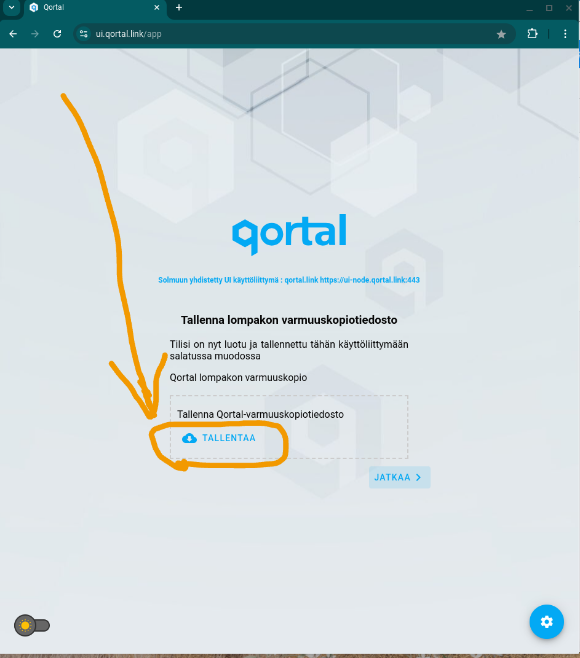 Qortal
ui.qortal.link/app
qortal
Solmuun yhdistetty UI käyttöliittymä : qortal.link https://ui-node.qortal.link:443
Tallenna lompakon varmuuskopiotiedosto
Tilisi on nyt luotu ja tallennettu tähän käyttöliittymään
salatussa muodossa
Qortal lompakon varmuuskopio
Tallenna Qortal-varmuuskopiotiedosto
TALLENTAA
JATKAA